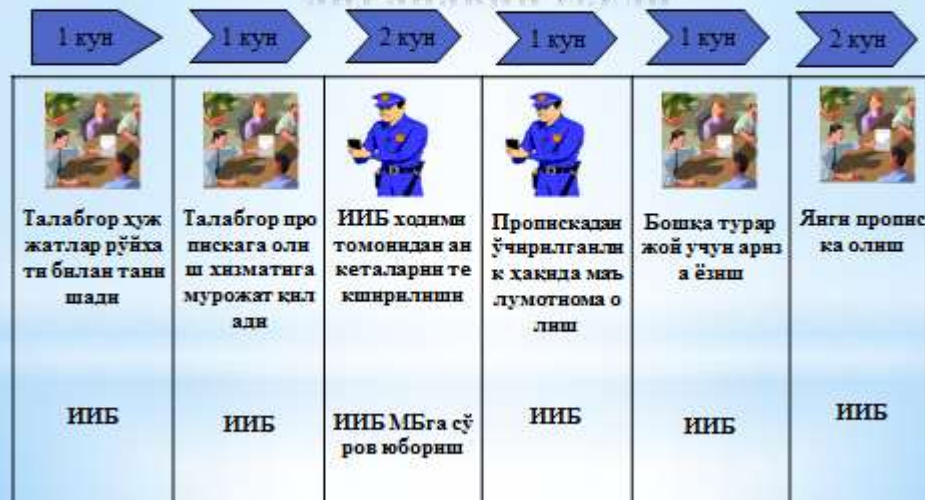 1 кун
1 кун
2 кун
1 кун
1 кун
2 кун
Талабгор ҳуж
жатлар рўйха
ти билан тани
шади
Талабгор про
пискага оли
ш хизматига
мурожат қил
ади
ИИБ ходими
томонидан ан
кеталарни те
кширилиши
Прописқадан
ўчирилганли
к ҳақида маъ
лумотнома о
лиш
Бошқа турар
жой учун ариз
а ёзиш
Янги пропис
ка олиш
ИИБ
ИИБ
ИИБ МБга сў
ров юбориш
ИИБ
ИИБ
ИИБ